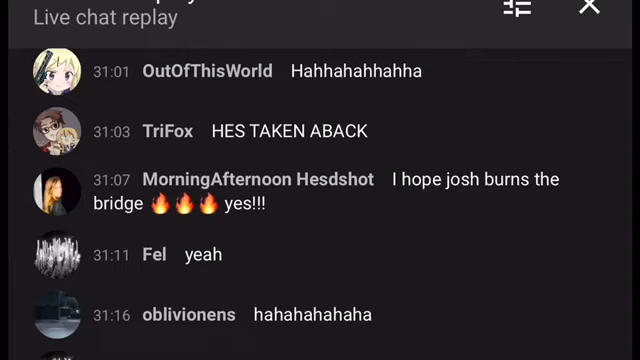 Live chat replay
31:01 OutOfThisWorld Hahhahahhahha
31:03 TriFox HES TAKEN ABACK
31:07 MorningAfternoon Hesdshot I hope josh burns the
bridge 🔥🔥🔥 yes!!!
31:11 Fel yeah
31:16 oblivionens hahahahahaha